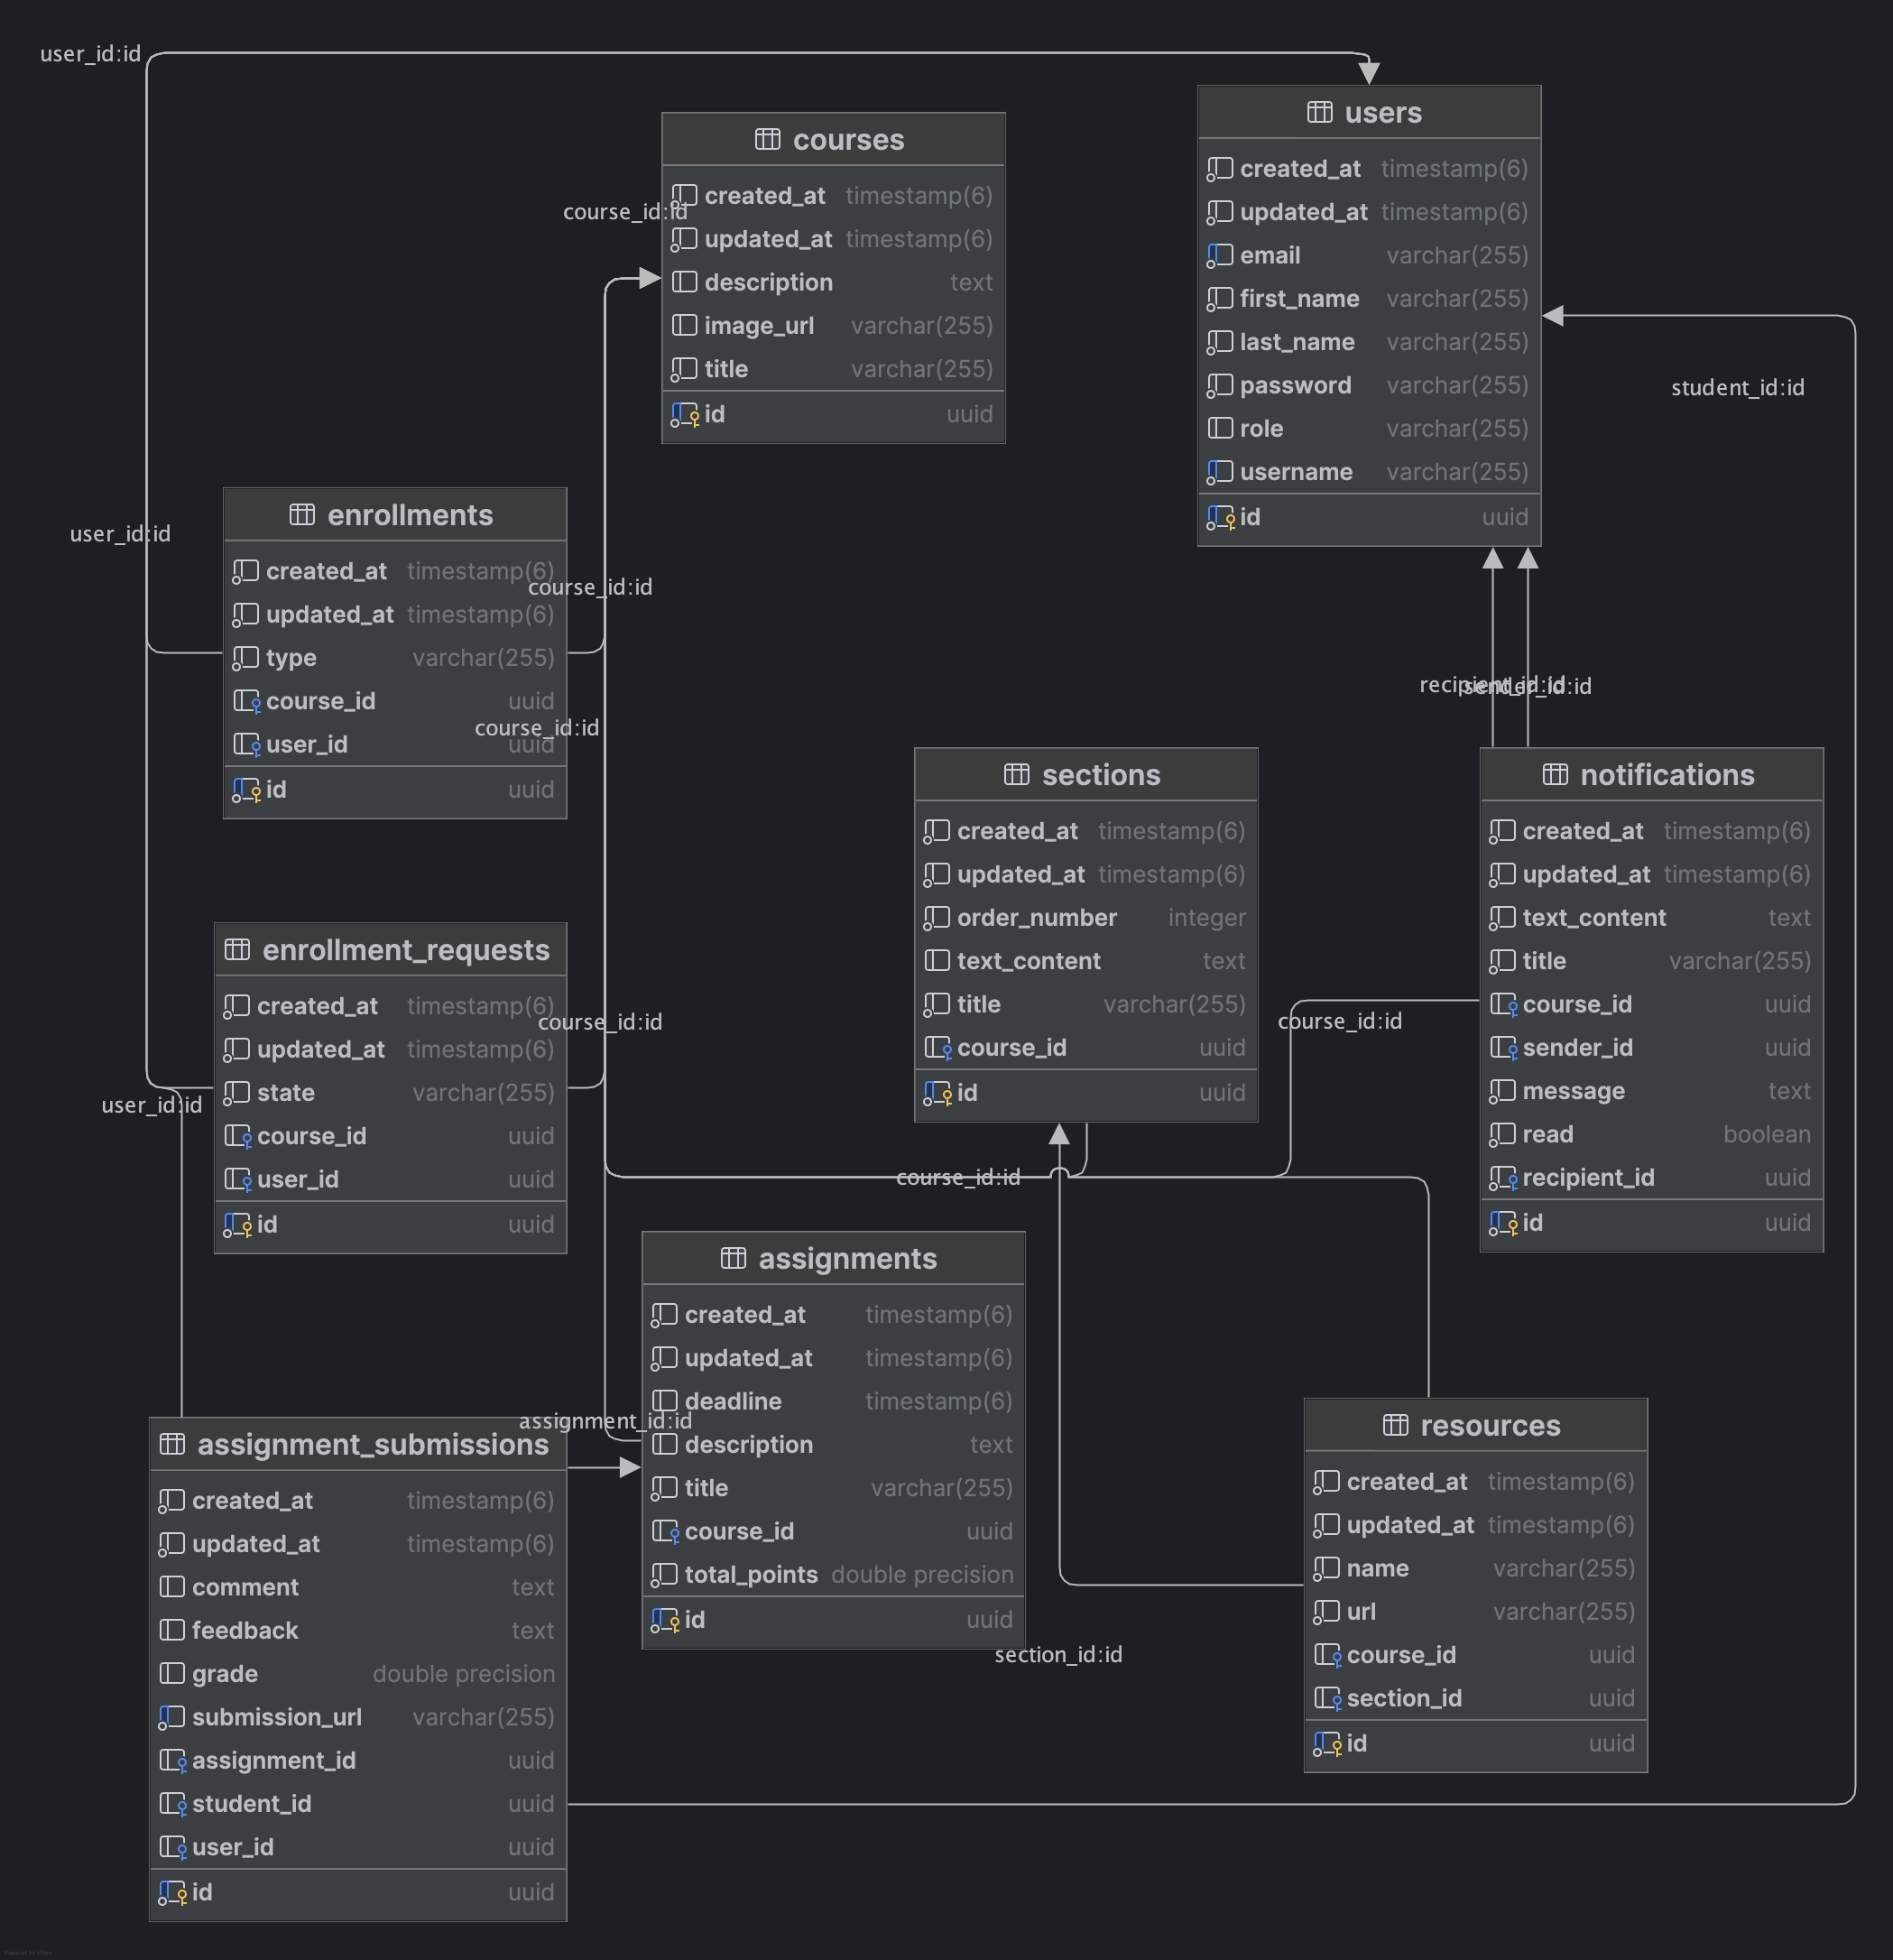 user_id:id
users
created_at timestamp(6)
updated_at timestamp(6)
email varchar(255)
first_name varchar(255)
last_name varchar(255)
password varchar(255)
role varchar(255)
username varchar(255)
id uuid
courses
created_at timestamp(6)
course_id:id
updated_at timestamp(6)
description text
image_url varchar(255)
title varchar(255)
id uuid
student_id:id
user_id:id
enrollments
created_at timestamp(6)
course_id:id
updated_at timestamp(6)
type varchar(255)
course_id uuid
course_id:id
user_id uuid
id uuid
recipient_id:id
sender_id:id
sections
created_at timestamp(6)
updated_at timestamp(6)
order_number integer
text_content text
title varchar(255)
course_id uuid
id uuid
notifications
created_at timestamp(6)
updated_at timestamp(6)
text_content text
title varchar(255)
course_id uuid
sender_id uuid
message text
read boolean
recipient_id uuid
id uuid
course_id:id
enrollment_requests
created_at timestamp(6)
course_id:id
updated_at timestamp(6)
state varchar(255)
user_id:id
course_id uuid
user_id uuid
id uuid
course_id:id
assignments
created_at timestamp(6)
updated_at timestamp(6)
deadline timestamp(6)
assignment_id:id
description text
title varchar(255)
course_id uuid
total_points double precision
id uuid
section_id:id
resources
created_at timestamp(6)
updated_at timestamp(6)
name varchar(255)
url varchar(255)
course_id uuid
section_id uuid
id uuid
assignment_submissions
created_at timestamp(6)
updated_at timestamp(6)
comment text
feedback text
grade double precision
submission_url varchar(255)
assignment_id uuid
student_id uuid
user_id uuid
id uuid
Powered by yFiles